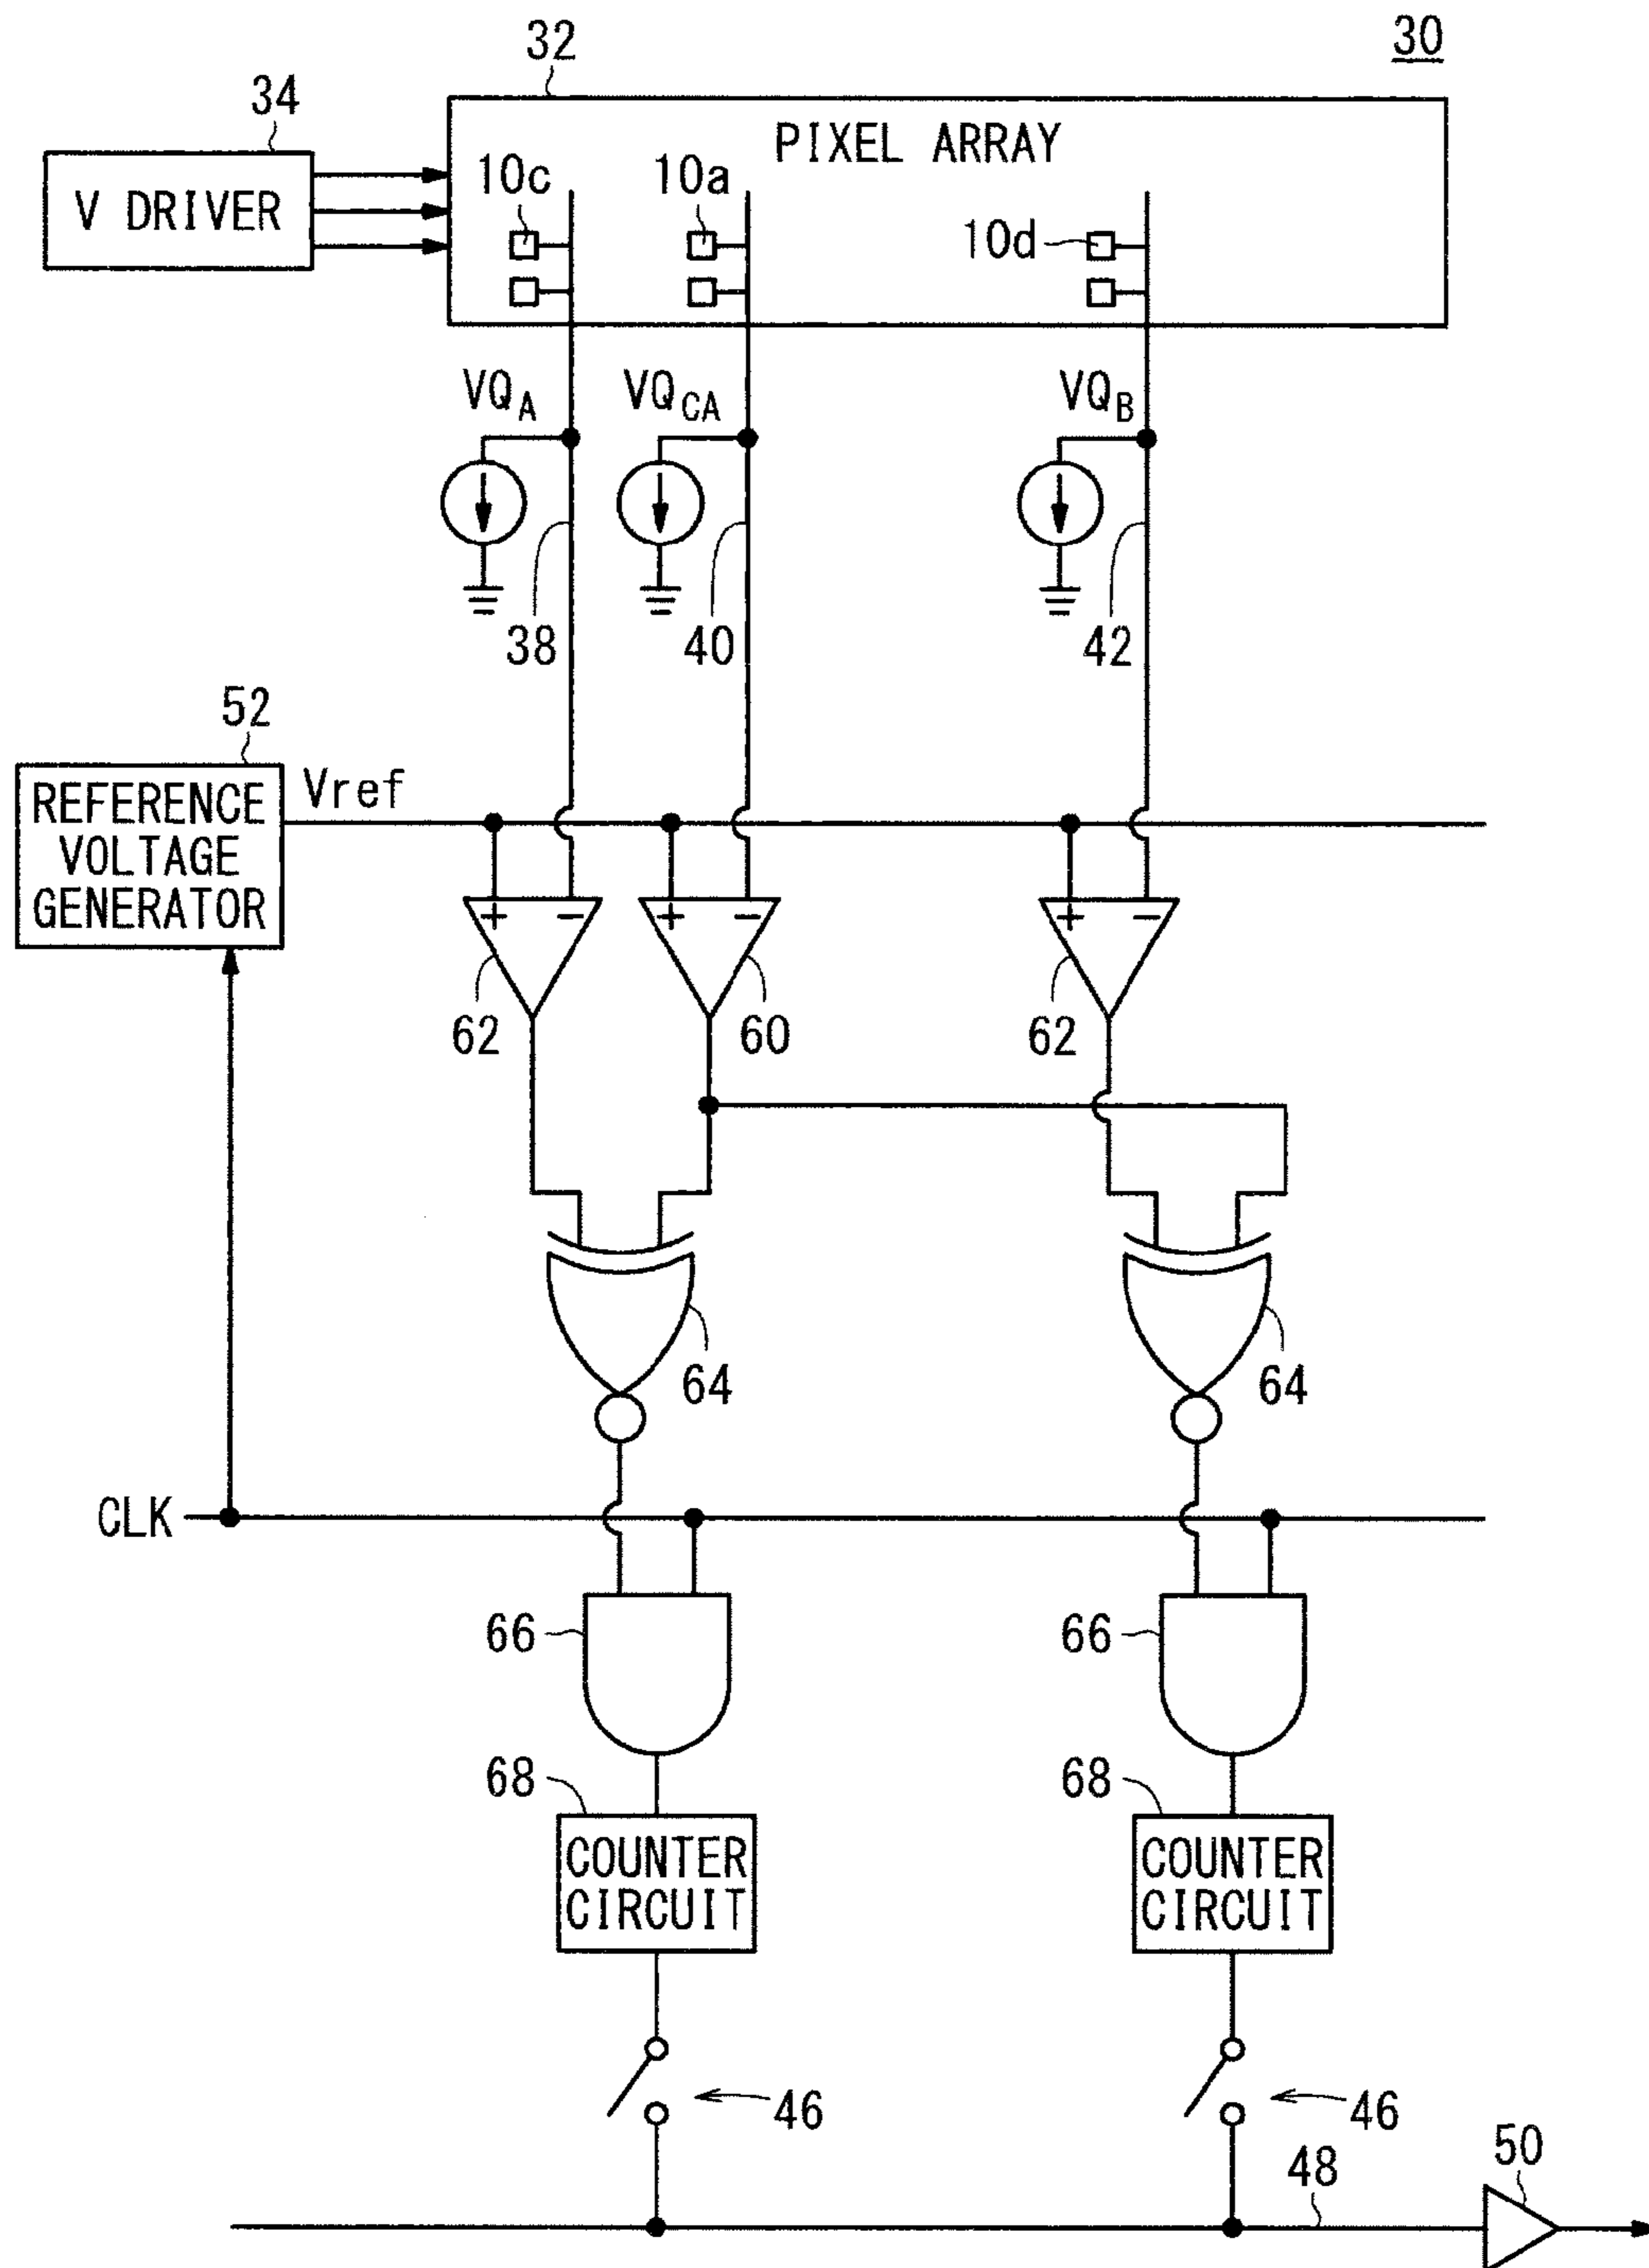 30
32
34
PIXEL ARRAY
V DRIVER
10c
10a
10d
VQA
VQCA
VQB
38
40
42
52
REFERENCE
VOLTAGE
GENERATOR
Vref
+
−
+
−
+
−
62
60
62
64
64
CLK
66
66
68
68
COUNTER
CIRCUIT
COUNTER
CIRCUIT
46
46
48
50